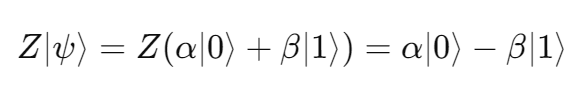 Z|ψ⟩ = Z(α|0⟩ + β|1⟩) = α|0⟩ − β|1⟩